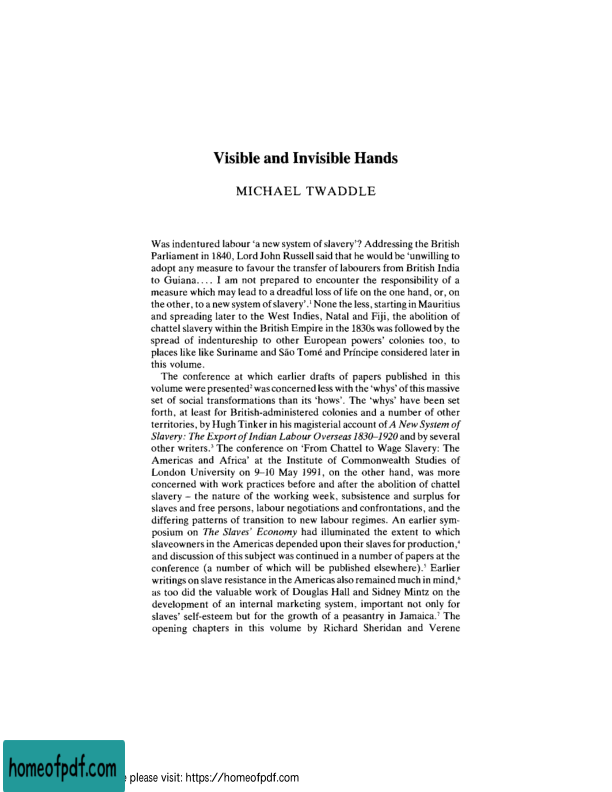 Visible and Invisible Hands
MICHAEL TWADDLE
Was indentured labour ‘a new system of slavery’? Addressing the British
Parliament in 1840, Lord John Russell said that he would be ‘unwilling to
adopt any measure to favour the transfer of labourers from British India
to Guiana.... I am not prepared to encounter the responsibility of a
measure which may lead to a dreadful loss of life on the one hand, or, on
the other, to a new system of slavery’.¹ None the less, starting in Mauritius
and spreading later to the West Indies, Natal and Fiji, the abolition of
chattel slavery within the British Empire in the 1830s was followed by the
spread of indentureship to other European powers’ colonies too, to
places like like Suriname and São Tomé and Príncipe considered later in
this volume.
The conference at which earlier drafts of papers published in this
volume were presented² was concerned less with the ‘whys’ of this massive
set of social transformations than its ‘hows’. The ‘whys’ have been set
forth, at least for British-administered colonies and a number of other
territories, by Hugh Tinker in his magisterial account of A New System of
Slavery: The Export of Indian Labour Overseas 1830–1920 and by several
other writers.³ The conference on ‘From Chattel to Wage Slavery: The
Americas and Africa’ at the Institute of Commonwealth Studies of
London University on 9–10 May 1991, on the other hand, was more
concerned with work practices before and after the abolition of chattel
slavery – the nature of the working week, subsistence and surplus for
slaves and free persons, labour negotiations and confrontations, and the
differing patterns of transition to new labour regimes. An earlier sym-
posium on The Slaves’ Economy had illuminated the extent to which
slaveowners in the Americas depended upon their slaves for production,⁴
and discussion of this subject was continued in a number of papers at the
conference (a number of which will be published elsewhere).⁵ Earlier
writings on slave resistance in the Americas also remained much in mind,⁶
as too did the valuable work of Douglas Hall and Sidney Mintz on the
development of an internal marketing system, important not only for
slaves’ self-esteem but for the growth of a peasantry in Jamaica.⁷ The
opening chapters in this volume by Richard Sheridan and Verene
homeofpdf.com
please visit: https://homeofpdf.com